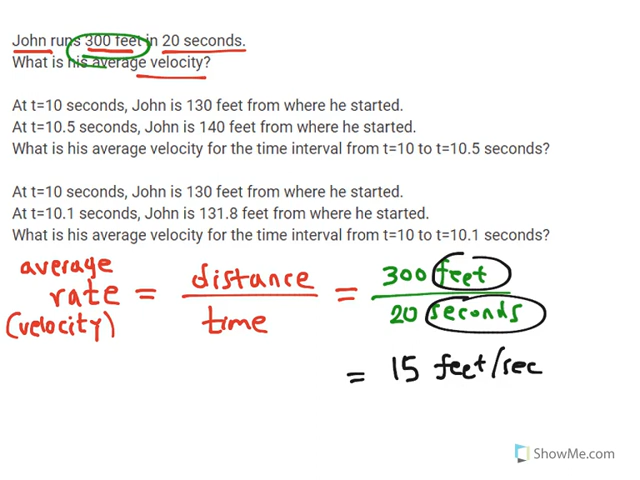 John runs 300 feet in 20 seconds.
What is his average velocity?
At t=10 seconds, John is 130 feet from where he started.
At t=10.5 seconds, John is 140 feet from where he started.
What is his average velocity for the time interval from t=10 to t=10.5 seconds?
At t=10 seconds, John is 130 feet from where he started.
At t=10.1 seconds, John is 131.8 feet from where he started.
What is his average velocity for the time interval from t=10 to t=10.1 seconds?
average
rate = distance / time = 300 feet / 20 seconds
(velocity)
= 15 feet/sec
ShowMe.com